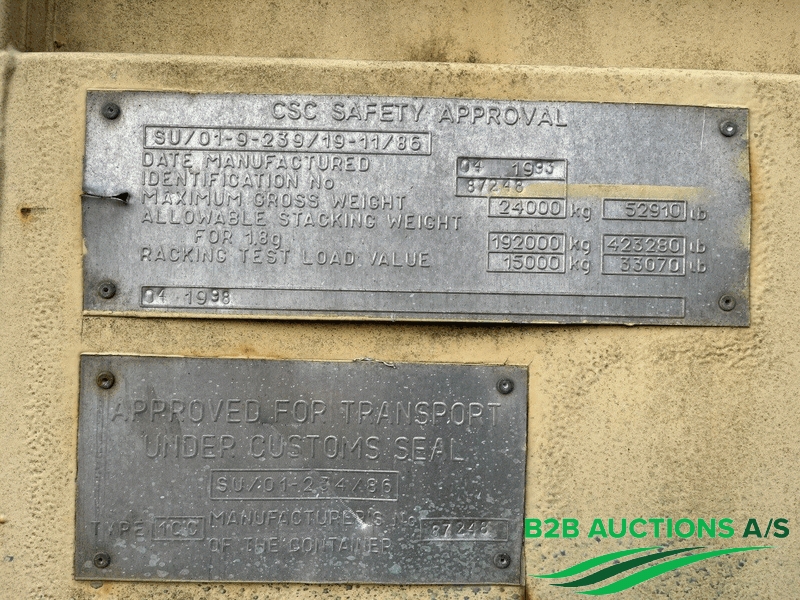 CSC SAFETY APPROVAL
SU/01-9-239/19-11/86
DATE MANUFACTURED 04 1993
IDENTIFICATION No 87248
MAXIMUM GROSS WEIGHT 24000 kg 52910 lb
ALLOWABLE STACKING WEIGHT
FOR 1.8g 192000 kg 423280 lb
RACKING TEST LOAD VALUE 15000 kg 33070 lb
04 1998
APPROVED FOR TRANSPORT
UNDER CUSTOMS SEAL
SU/01-234/86
TYPE 1CC MANUFACTURER'S No 87248
OF THE CONTAINER
B2B AUCTIONS A/S